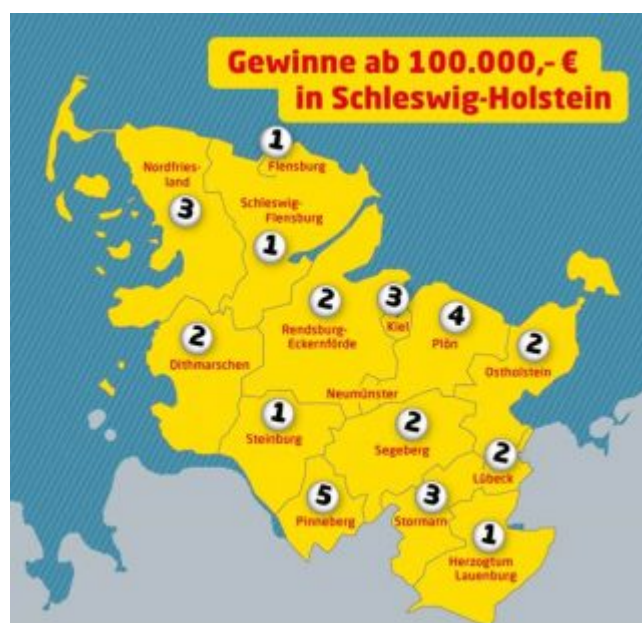 Gewinne ab 100.000,- €
in Schleswig-Holstein
1
Flensburg
Nordfries-
land
3
Schleswig-
Flensburg
1
2
Rendsburg-
Eckernförde
3
Kiel
4
Plön
2
Ostholstein
2
Dithmarschen
Neumünster
1
Steinburg
2
Segeberg
2
Lübeck
5
Pinneberg
3
Stormarn
1
Herzogtum
Lauenburg